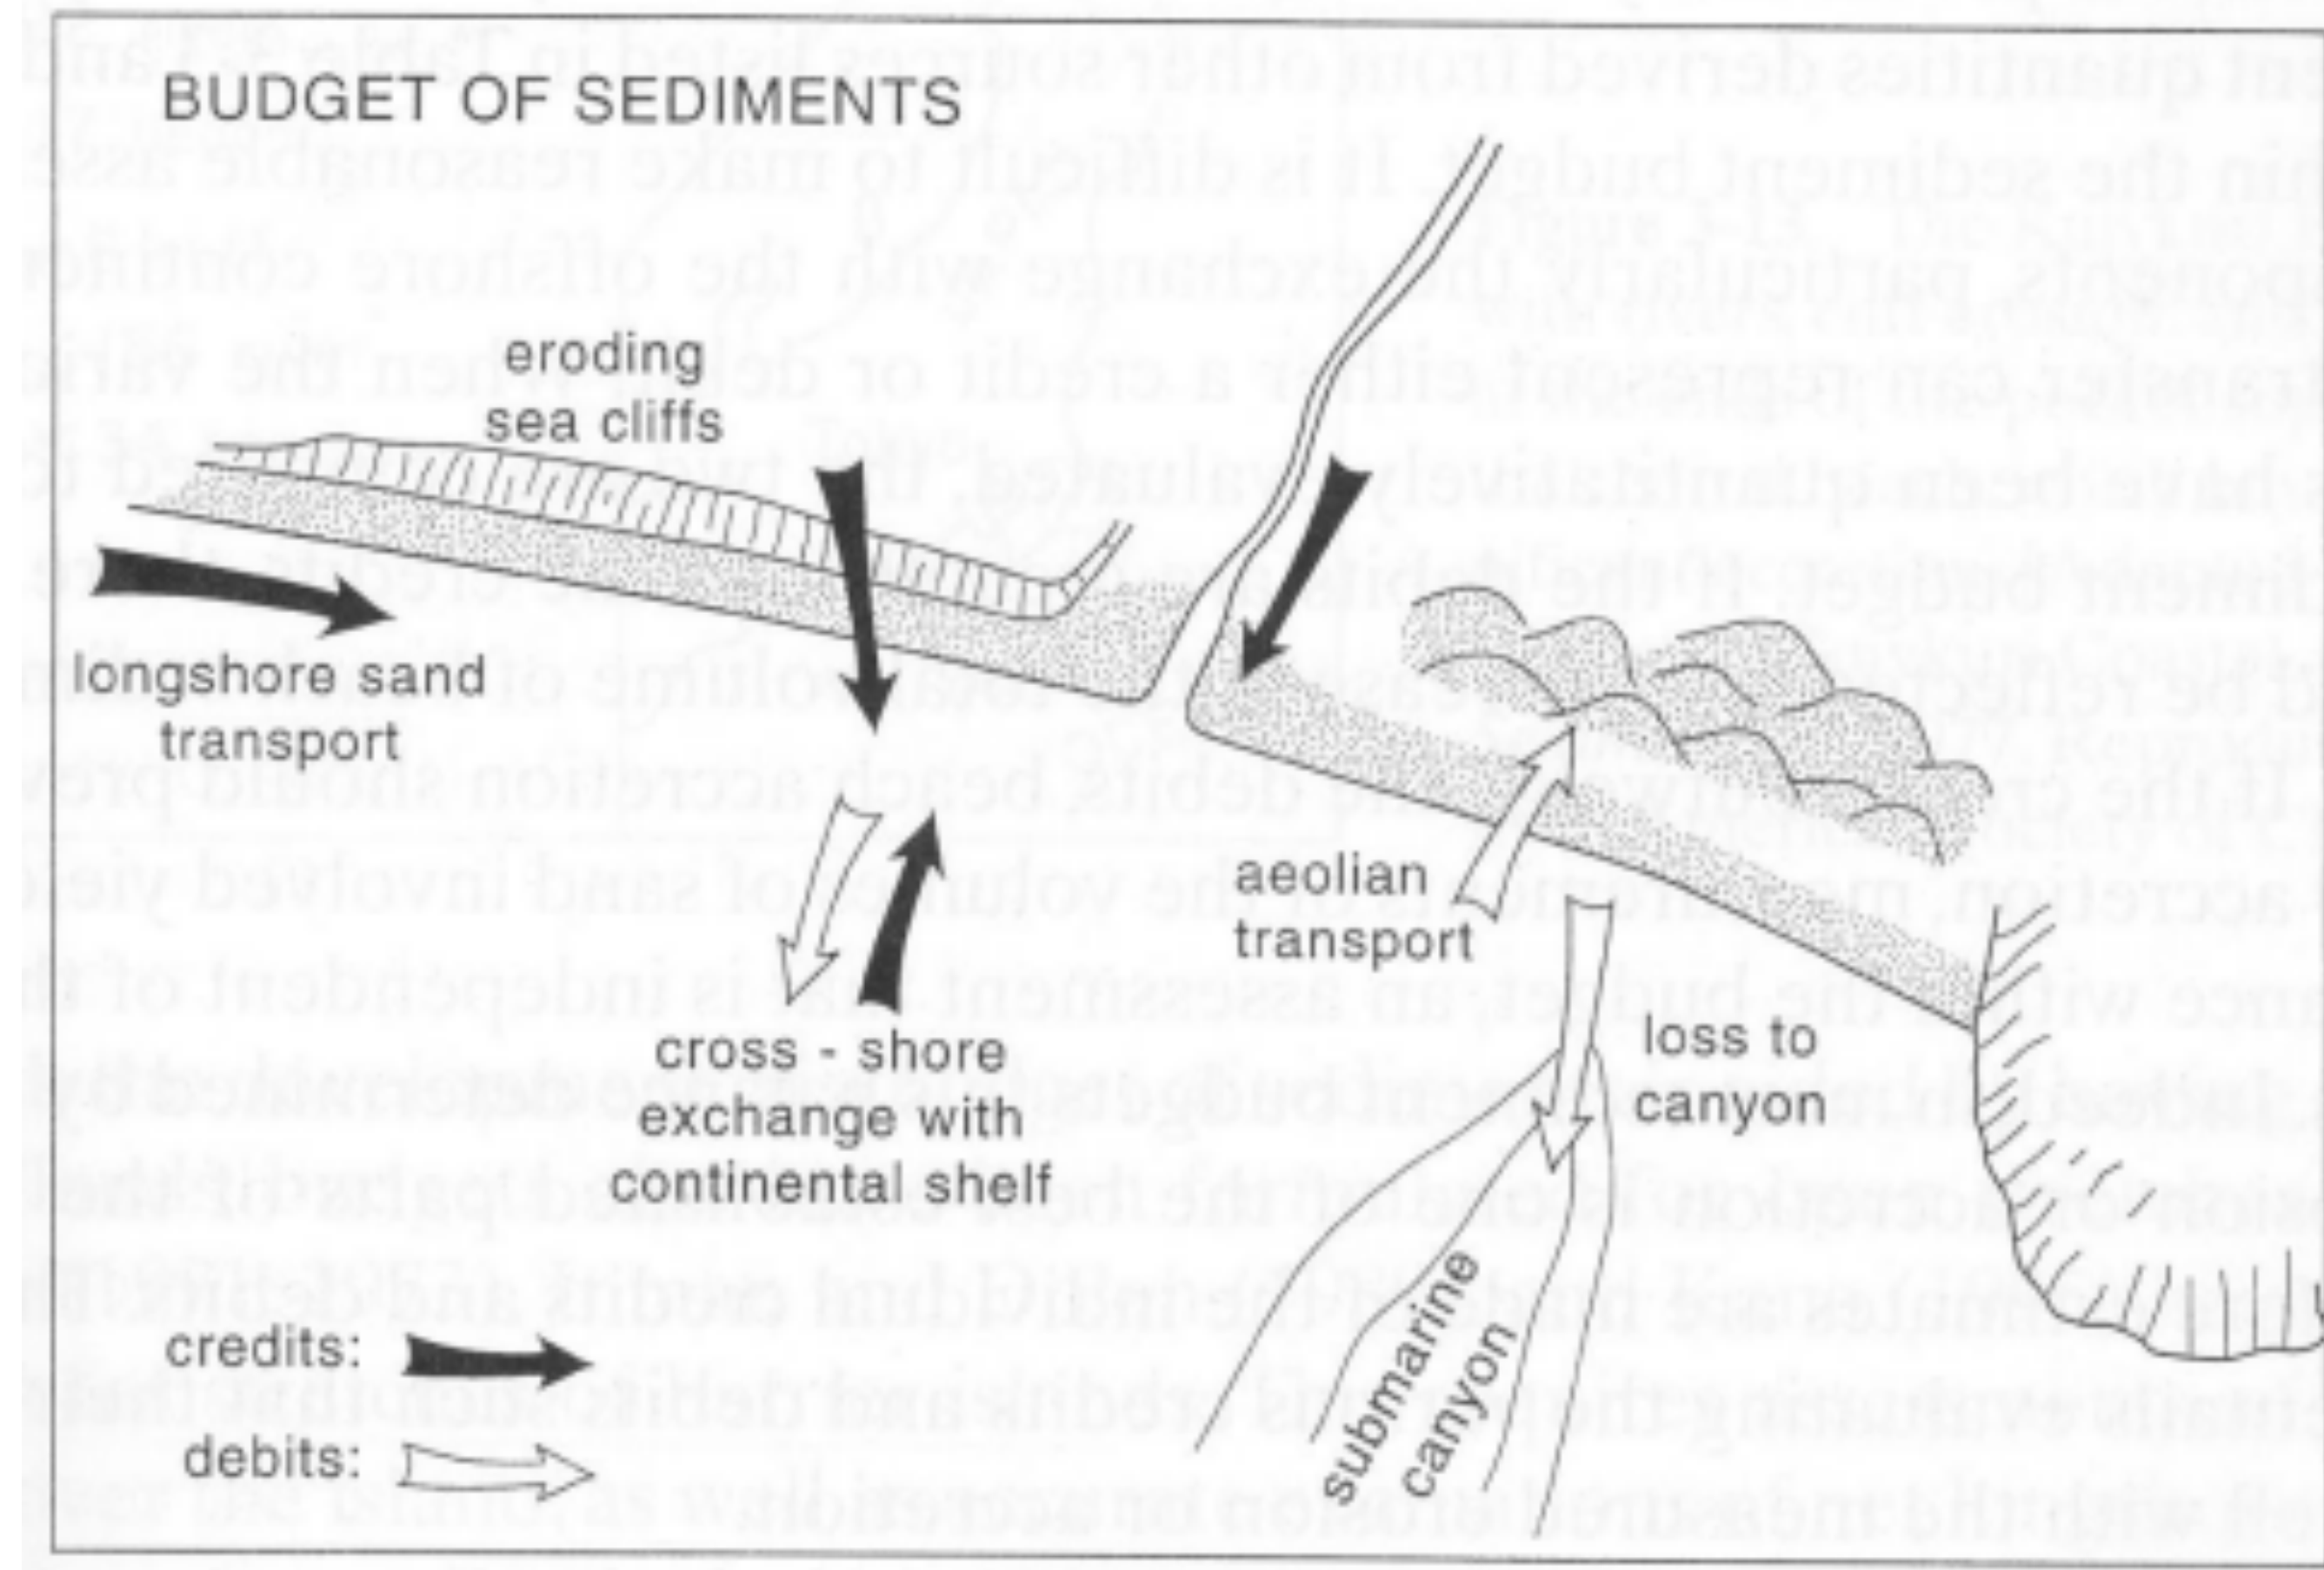 BUDGET OF SEDIMENTS
eroding
sea cliffs
longshore sand
transport
aeolian
transport
cross - shore
exchange with
continental shelf
loss to
canyon
submarine
canyon
credits:
debits: